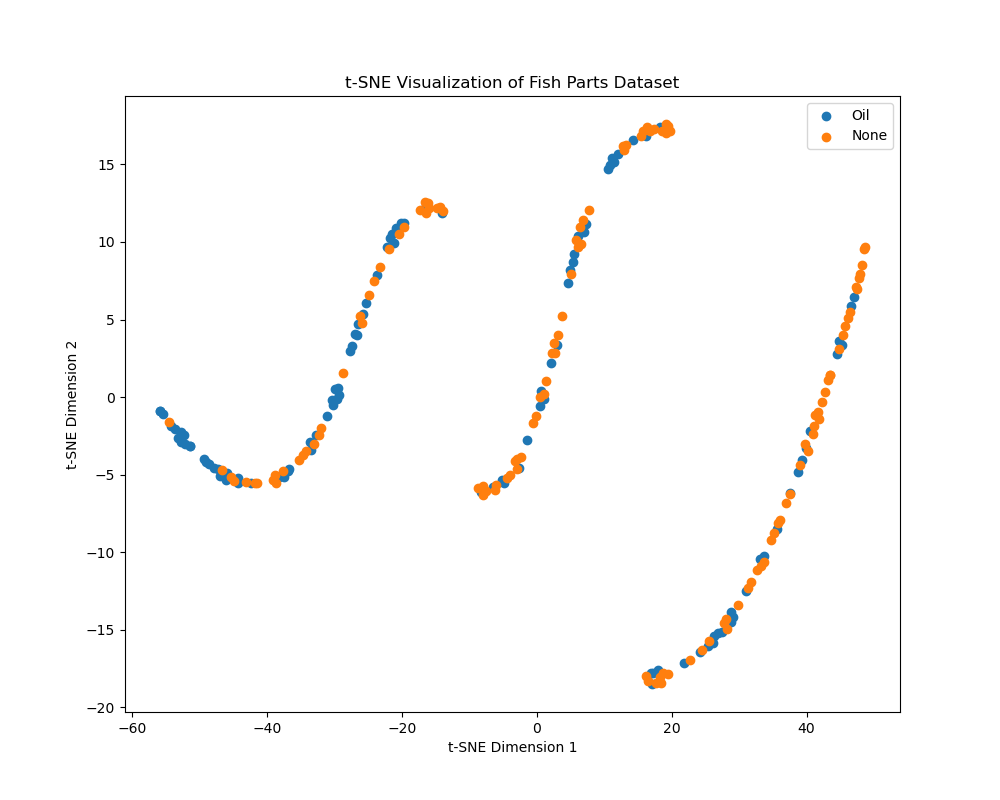 t-SNE Visualization of Fish Parts Dataset
Oil
None
t-SNE Dimension 2
15
10
5
0
−5
−10
−15
−20
−60
−40
−20
0
20
40
t-SNE Dimension 1